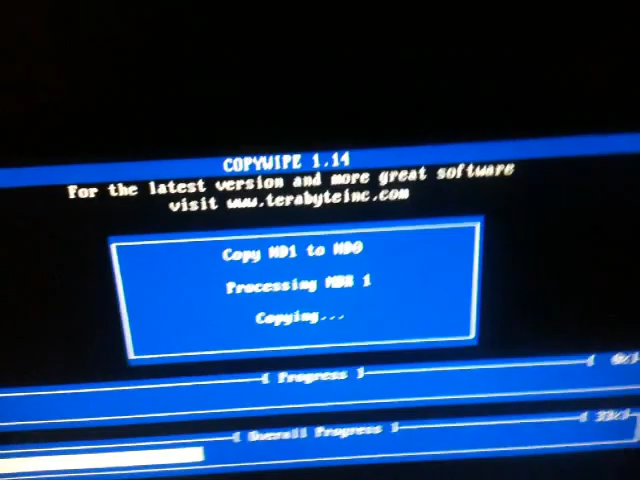 COPYWIPE 1.14
For the latest version and more great software
visit www.terabyteinc.com
Copy HD1 to HD0
Processing MBR 1
Copying...
[ Progress ]
[ Overall Progress ]